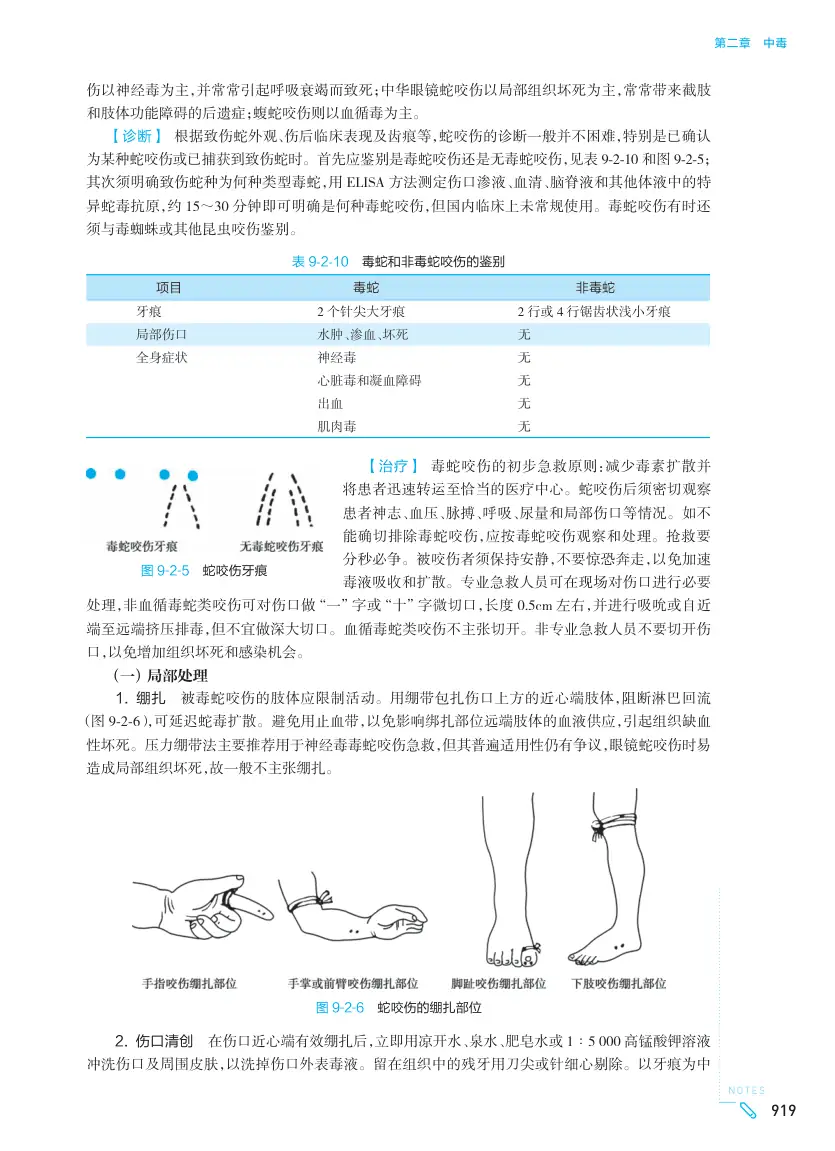 第二章　中毒
伤以神经毒为主,并常常引起呼吸衰竭而致死;中华眼镜蛇咬伤以局部组织坏死为主,常常带来截肢
和肢体功能障碍的后遗症;蝮蛇咬伤则以血循毒为主。
【诊断】 根据致伤蛇外观、伤后临床表现及齿痕等,蛇咬伤的诊断一般并不困难,特别是已确认
为某种蛇咬伤或已捕获到致伤蛇时。首先应鉴别是毒蛇咬伤还是无毒蛇咬伤,见表 9-2-10 和图 9-2-5;
其次须明确致伤蛇种为何种类型毒蛇,用 ELISA 方法测定伤口渗液、血清、脑脊液和其他体液中的特
异蛇毒抗原,约 15～30 分钟即可明确是何种毒蛇咬伤,但国内临床上未常规使用。毒蛇咬伤有时还
须与毒蜘蛛或其他昆虫咬伤鉴别。
表 9-2-10　毒蛇和非毒蛇咬伤的鉴别
项目　毒蛇　非毒蛇
牙痕　2 个针尖大牙痕　2 行或 4 行锯齿状浅小牙痕
局部伤口　水肿、渗血、坏死　无
全身症状　神经毒　无
心脏毒和凝血障碍　无
出血　无
肌肉毒　无
毒蛇咬伤牙痕　无毒蛇咬伤牙痕
图 9-2-5　蛇咬伤牙痕
【治疗】 毒蛇咬伤的初步急救原则:减少毒素扩散并
将患者迅速转运至恰当的医疗中心。蛇咬伤后须密切观察
患者神志、血压、脉搏、呼吸、尿量和局部伤口等情况。如不
能确切排除毒蛇咬伤,应按毒蛇咬伤观察和处理。抢救要
分秒必争。被咬伤者须保持安静,不要惊恐奔走,以免加速
毒液吸收和扩散。专业急救人员可在现场对伤口进行必要
处理,非血循毒蛇类咬伤可对伤口做“一”字或“十”字微切口,长度 0.5cm 左右,并进行吸吮或自近
端至远端挤压排毒,但不宜做深大切口。血循毒蛇类咬伤不主张切开。非专业急救人员不要切开伤
口,以免增加组织坏死和感染机会。
(一) 局部处理
1. 绷扎　被毒蛇咬伤的肢体应限制活动。用绷带包扎伤口上方的近心端肢体,阻断淋巴回流
(图 9-2-6),可延迟蛇毒扩散。避免用止血带,以免影响绑扎部位远端肢体的血液供应,引起组织缺血
性坏死。压力绷带法主要推荐用于神经毒毒蛇咬伤急救,但其普遍适用性仍有争议,眼镜蛇咬伤时易
造成局部组织坏死,故一般不主张绷扎。
手指咬伤绷扎部位　手掌或前臂咬伤绷扎部位　脚趾咬伤绷扎部位　下肢咬伤绷扎部位
图 9-2-6　蛇咬伤的绷扎部位
2. 伤口清创　在伤口近心端有效绷扎后,立即用凉开水、泉水、肥皂水或 1∶5 000 高锰酸钾溶液
冲洗伤口及周围皮肤,以洗掉伤口外表毒液。留在组织中的残牙用刀尖或针细心剔除。以牙痕为中
NOTES
919